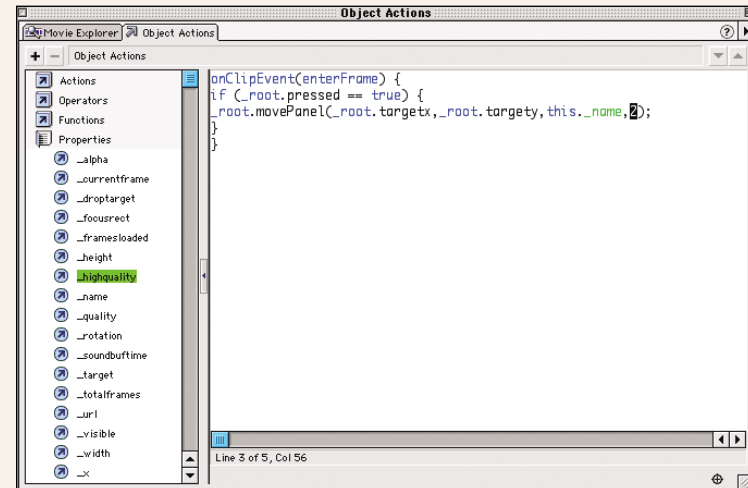 Object Actions
Movie Explorer Object Actions ?
+ − Object Actions
Actions
Operators
Functions
Properties
_alpha
_currentframe
_droptarget
_focusrect
_framesloaded
_height
_highquality
_name
_quality
_rotation
_soundbuftime
_target
_totalframes
_url
_visible
_width
_x
onClipEvent(enterFrame) {
if (_root.pressed == true) {
_root.movePanel(_root.targetx,_root.targety,this._name,2);
}
}
Line 3 of 5, Col 56